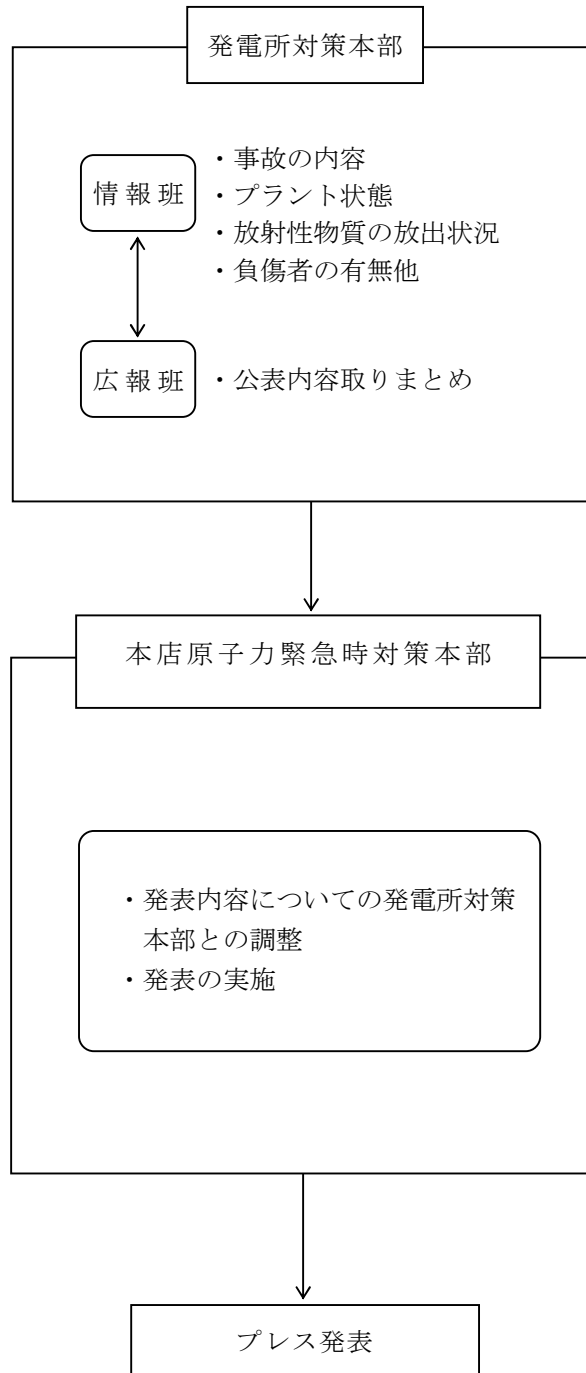 発電所対策本部
情報班
・事故の内容
・プラント状態
・放射性物質の放出状況
・負傷者の有無他
広報班
・公表内容取りまとめ
本店原子力緊急時対策本部
・発表内容についての発電所対策
本部との調整
・発表の実施
プレス発表